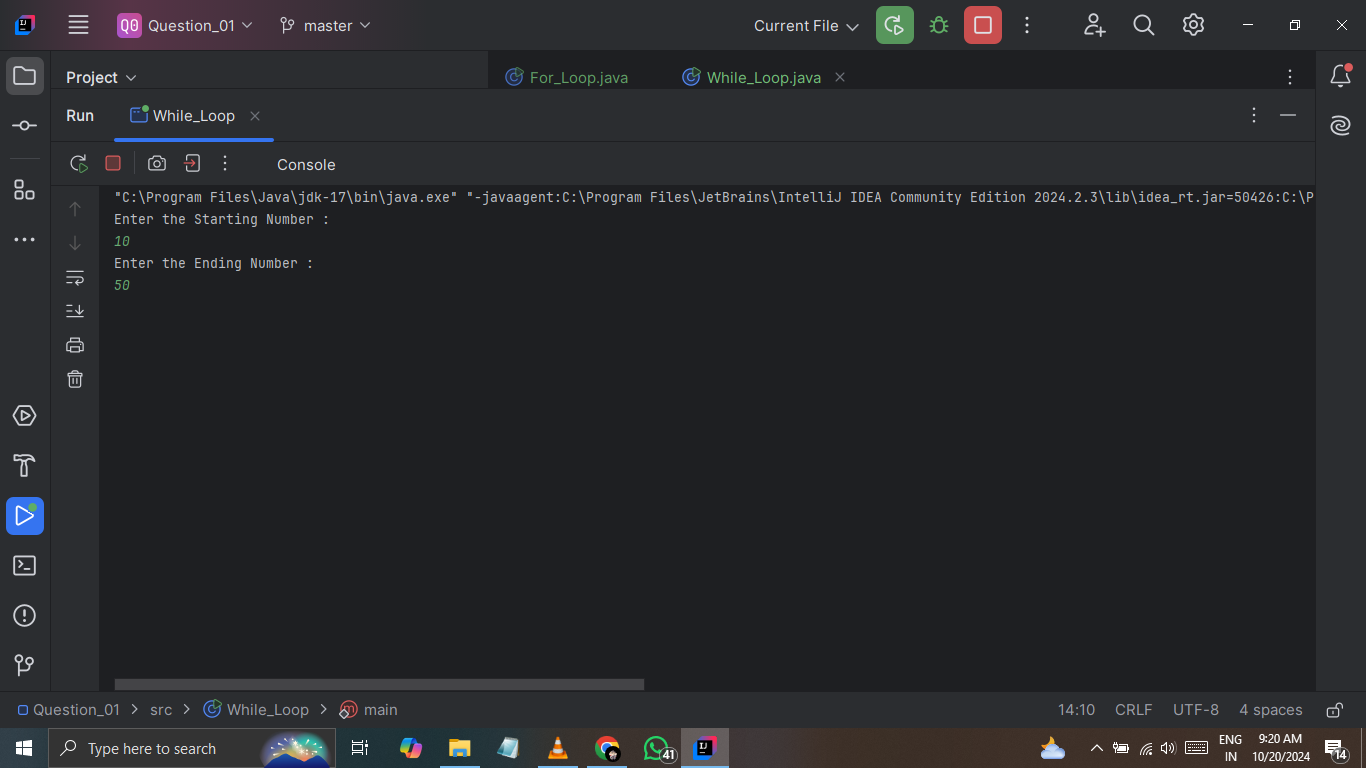 Q0 Question_01 master Current File
Project For_Loop.java While_Loop.java
Run While_Loop
Console
"C:\Program Files\Java\jdk-17\bin\java.exe" "-javaagent:C:\Program Files\JetBrains\IntelliJ IDEA Community Edition 2024.2.3\lib\idea_rt.jar=50426:C:\P
Enter the Starting Number :
10
Enter the Ending Number :
50
Question_01 > src > While_Loop > main 14:10 CRLF UTF-8 4 spaces
Type here to search 41 ENG 9:20 AM
IN 10/20/2024 14